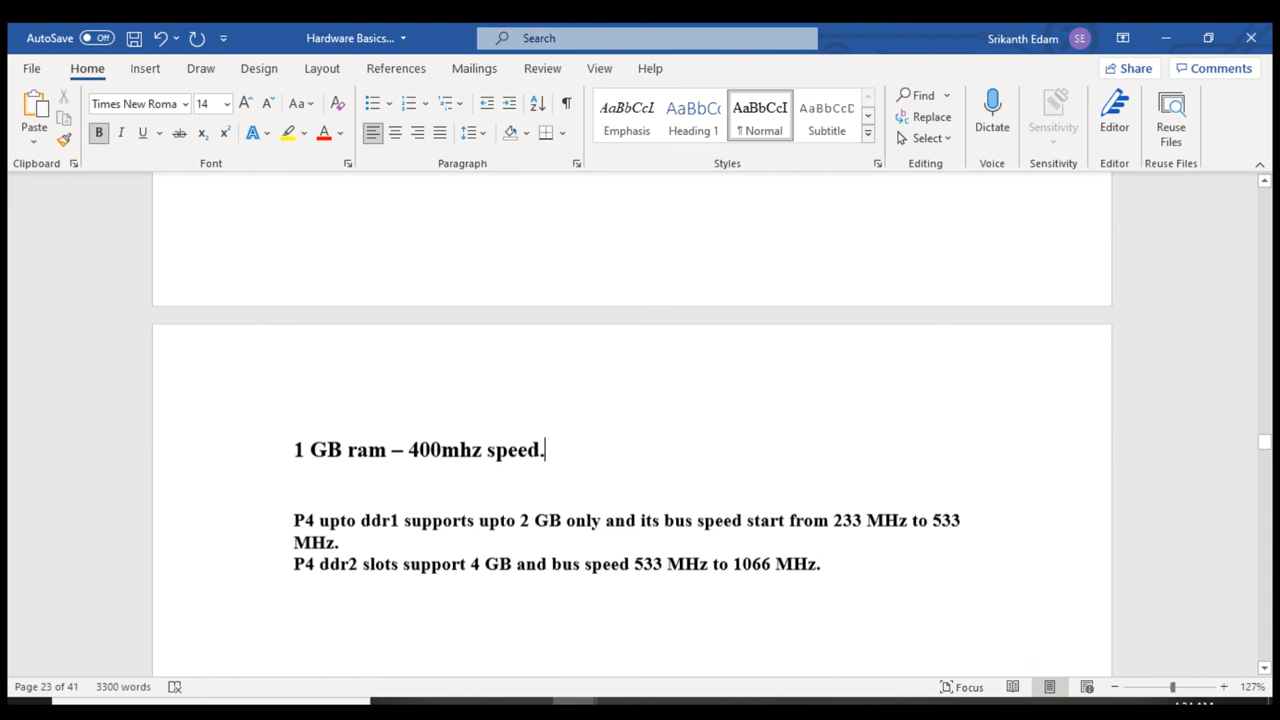 AutoSave Off Hardware Basics... Search Srikanth Edam SE
File Home Insert Draw Design Layout References Mailings Review View Help Share Comments
Paste Times New Roma 14 Aa AaBbCcI AaBbCc AaBbCcI AaBbCcD Find Dictate Sensitivity Editor Reuse Files
B I U ab x₂ x² A A Emphasis Heading 1 ¶ Normal Subtitle Replace
Select
Clipboard Font Paragraph Styles Editing Voice Sensitivity Editor Reuse Files
1 GB ram – 400mhz speed.
P4 upto ddr1 supports upto 2 GB only and its bus speed start from 233 MHz to 533
MHz.
P4 ddr2 slots support 4 GB and bus speed 533 MHz to 1066 MHz.
Page 23 of 41 3300 words Focus 127%